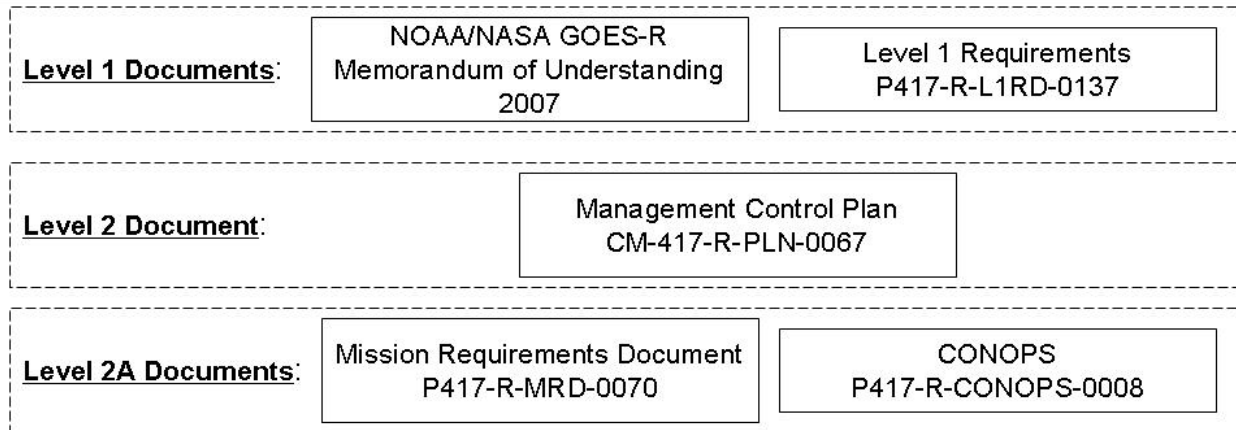 Level 1 Documents:
NOAA/NASA GOES-R
Memorandum of Understanding
2007
Level 1 Requirements
P417-R-L1RD-0137
Level 2 Document:
Management Control Plan
CM-417-R-PLN-0067
Level 2A Documents:
Mission Requirements Document
P417-R-MRD-0070
CONOPS
P417-R-CONOPS-0008